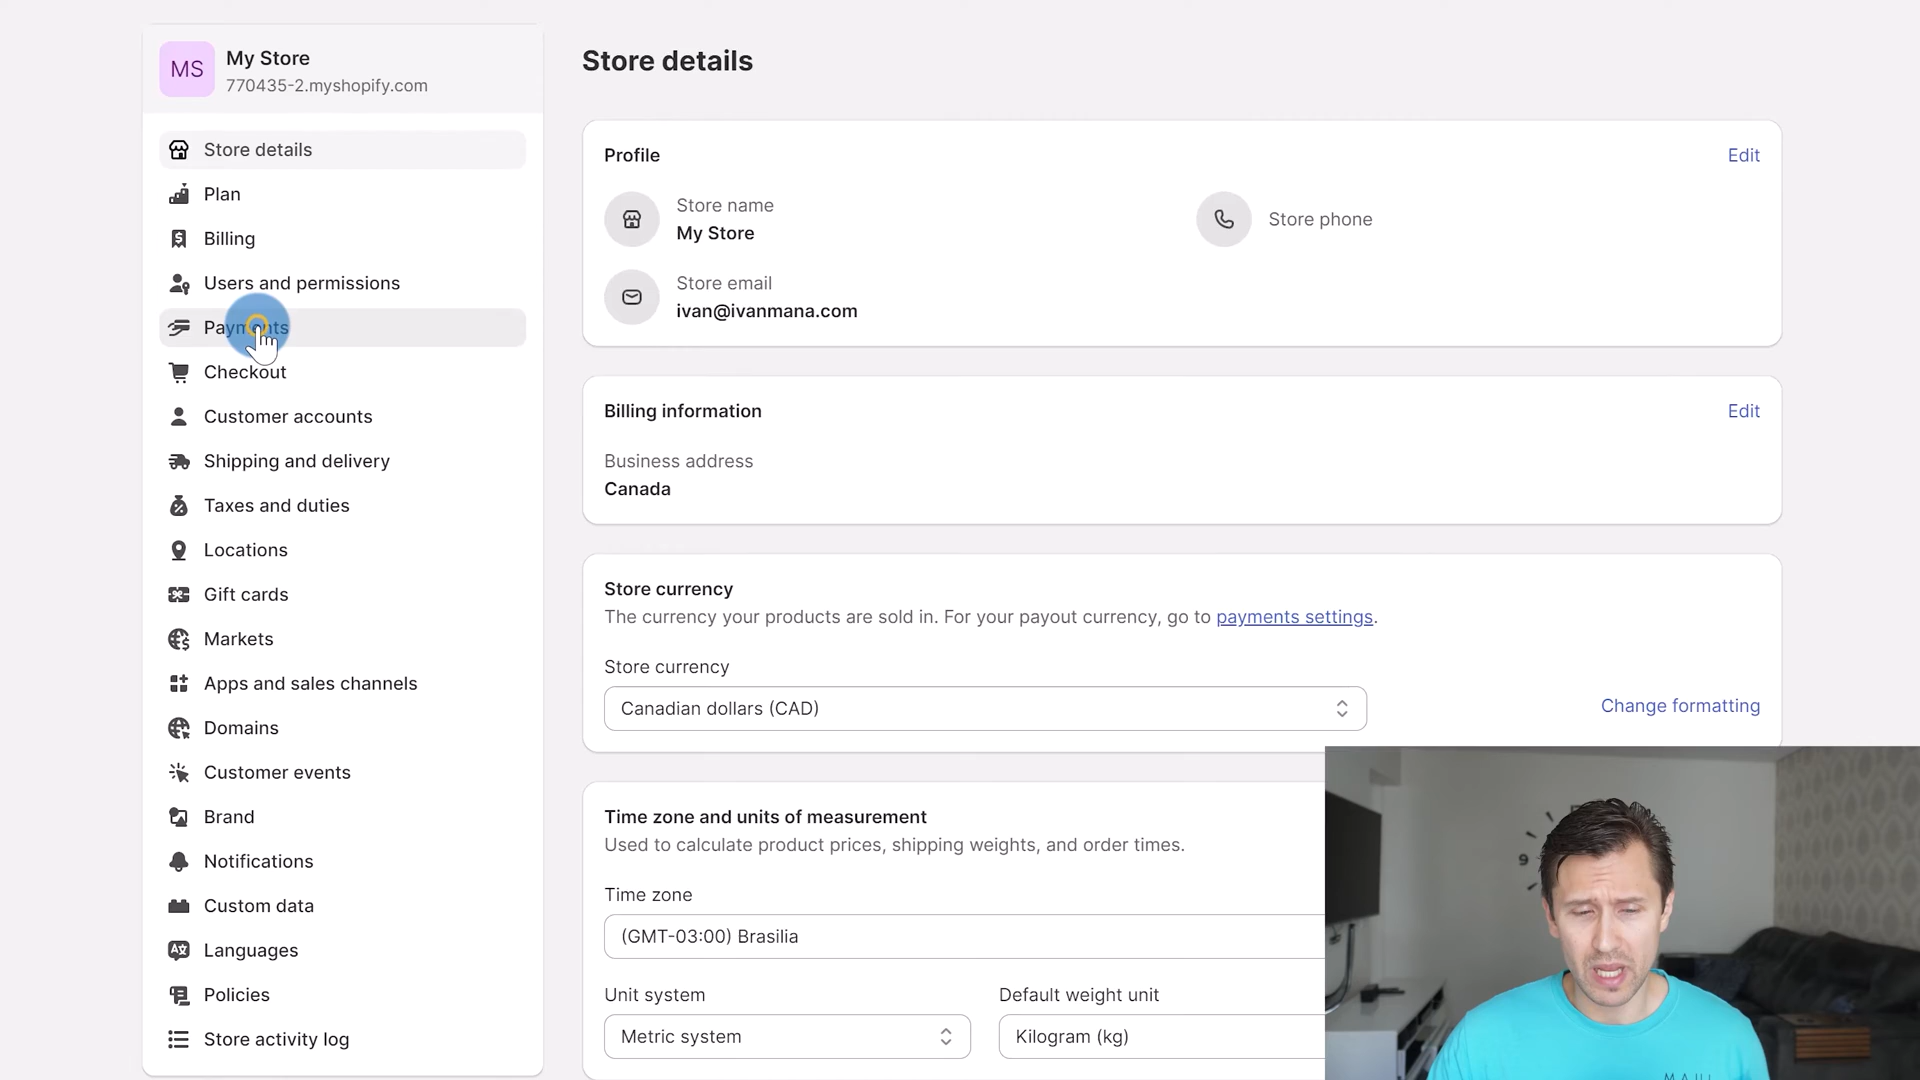 MS
My Store
770435-2.myshopify.com
Store details
Plan
Billing
Users and permissions
Payments
Checkout
Customer accounts
Shipping and delivery
Taxes and duties
Locations
Gift cards
Markets
Apps and sales channels
Domains
Customer events
Brand
Notifications
Custom data
Languages
Policies
Store activity log
Store details
Profile
Edit
Store name
My Store
Store phone
Store email
ivan@ivanmana.com
Billing information
Edit
Business address
Canada
Store currency
The currency your products are sold in. For your payout currency, go to payments settings.
Store currency
Canadian dollars (CAD)
Change formatting
Time zone and units of measurement
Used to calculate product prices, shipping weights, and order times.
Time zone
(GMT-03:00) Brasilia
Unit system
Default weight unit
Metric system
Kilogram (kg)
9